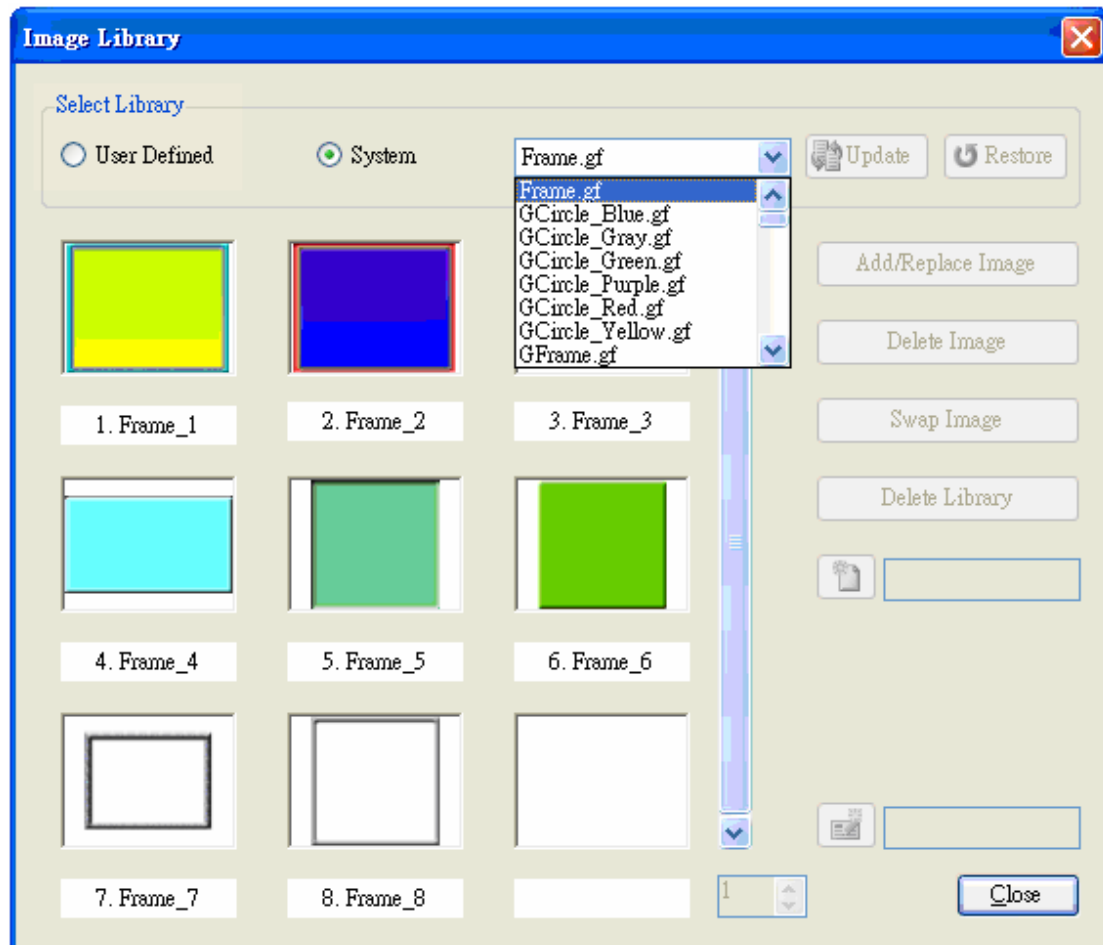 Image Library
Select Library
User Defined
System
Frame.gf
Update
Restore
Frame.gf
GCircle_Blue.gf
GCircle_Gray.gf
GCircle_Green.gf
GCircle_Purple.gf
GCircle_Red.gf
GCircle_Yellow.gf
GFrame.gf
Add/Replace Image
Delete Image
1. Frame_1
2. Frame_2
3. Frame_3
Swap Image
Delete Library
4. Frame_4
5. Frame_5
6. Frame_6
7. Frame_7
8. Frame_8
1
Close